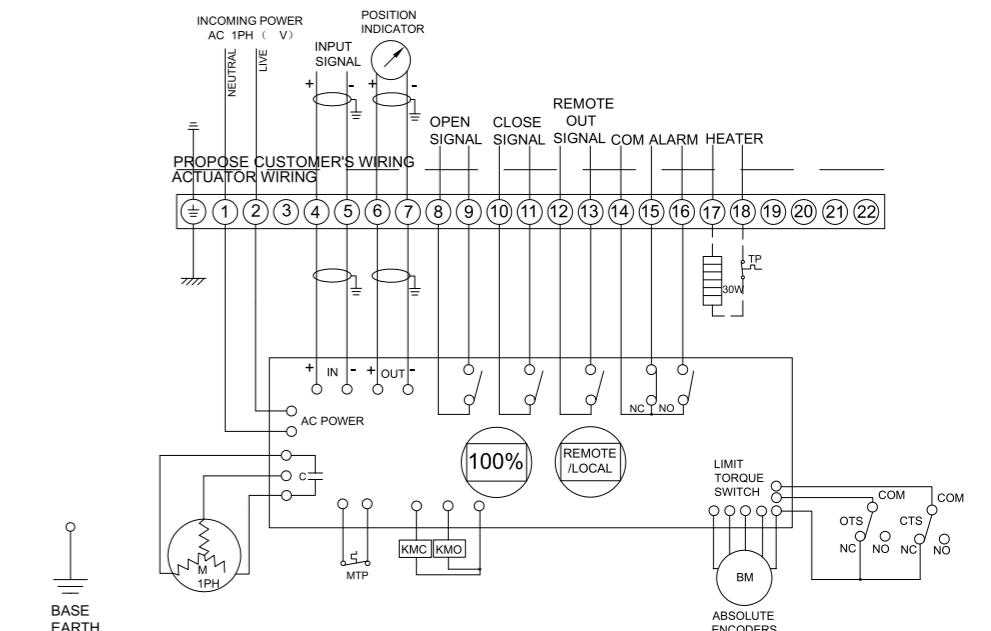 INCOMING POWER
AC 1PH ( V)
NEUTRAL
LIVE
INPUT
SIGNAL
+ -
POSITION
INDICATOR
+ -
OPEN
SIGNAL
CLOSE
SIGNAL
REMOTE
OUT
SIGNAL
COM ALARM
HEATER
PROPOSE CUSTOMER'S WIRING
ACTUATOR WIRING
1 2 3 4 5 6 7 8 9 10 11 12 13 14 15 16 17 18 19 20 21 22
TP
30W
+ IN -
+ OUT -
NC NO
AC POWER
C
100%
REMOTE
/LOCAL
LIMIT
TORQUE
SWITCH
COM
COM
OTS
CTS
NC NO
NC NO
M
1PH
MTP
KMC
KMO
BM
ABSOLUTE
ENCODERS
BASE
EARTH